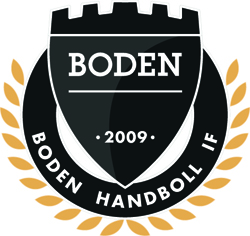 BODEN
· 2009 ·
BODEN HANDBOLL IF